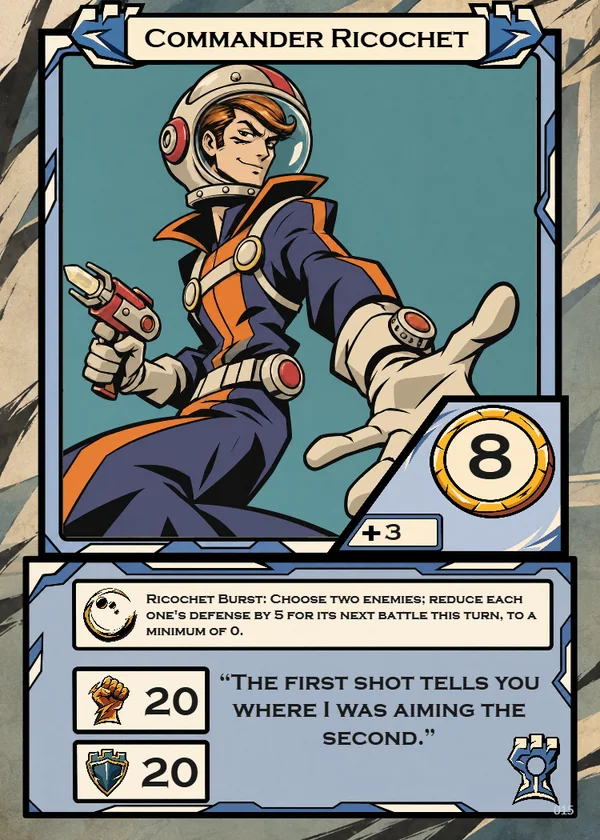 Commander Ricochet
8
+3
Ricochet Burst: Choose two enemies; reduce each
one's defense by 5 for its next battle this turn, to a
minimum of 0.
20
“The first shot tells you
where I was aiming the
second.”
20
015